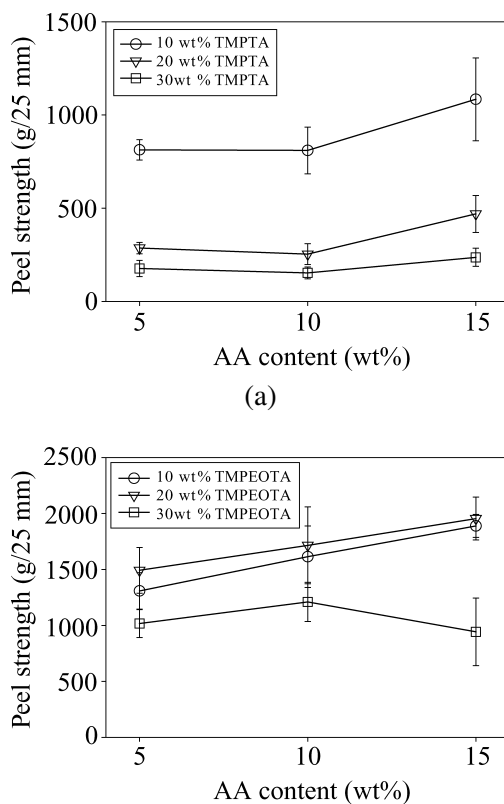 1500
1000
500
0
Peel strength (g/25 mm)
10 wt% TMPTA
20 wt% TMPTA
30wt % TMPTA
5 10 15
AA content (wt%)
(a)
2500
2000
1500
1000
500
0
Peel strength (g/25 mm)
10 wt% TMPEOTA
20 wt% TMPEOTA
30wt % TMPEOTA
5 10 15
AA content (wt%)